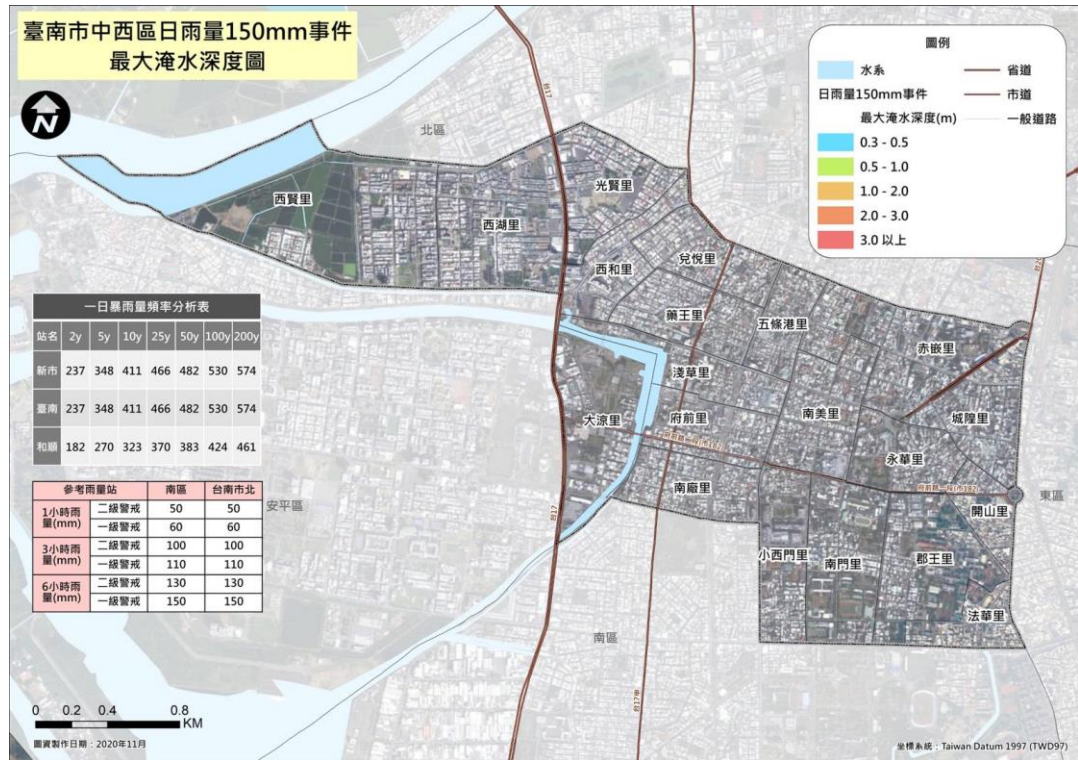 臺南市中西區日雨量150mm事件
最大淹水深度圖
N
圖例
水系
省道
日雨量150mm事件
市道
最大淹水深度(m)
一般道路
0.3 - 0.5
0.5 - 1.0
1.0 - 2.0
2.0 - 3.0
3.0 以上
台17
北區
西賢里
西湖里
光賢里
西和里
兌悅里
藥王里
五條港里
赤嵌里
淺草里
大涼里
府前里
南美里
城隍里
永華里
南廠里
開山里
東區
小西門里
南門里
郡王里
法華里
安平區
南區
台17
台17甲
一日暴雨量頻率分析表
站名 2y 5y 10y 25y 50y 100y 200y
新市 237 348 411 466 482 530 574
臺南 237 348 411 466 482 530 574
和順 182 270 323 370 383 424 461
參考雨量站 南區 台南市北
1小時雨量(mm) 二級警戒 50 50
一級警戒 60 60
3小時雨量(mm) 二級警戒 100 100
一級警戒 110 110
6小時雨量(mm) 二級警戒 130 130
一級警戒 150 150
0 0.2 0.4 0.8
KM
圖資製作日期：2020年11月
坐標系統：Taiwan Datum 1997 (TWD97)